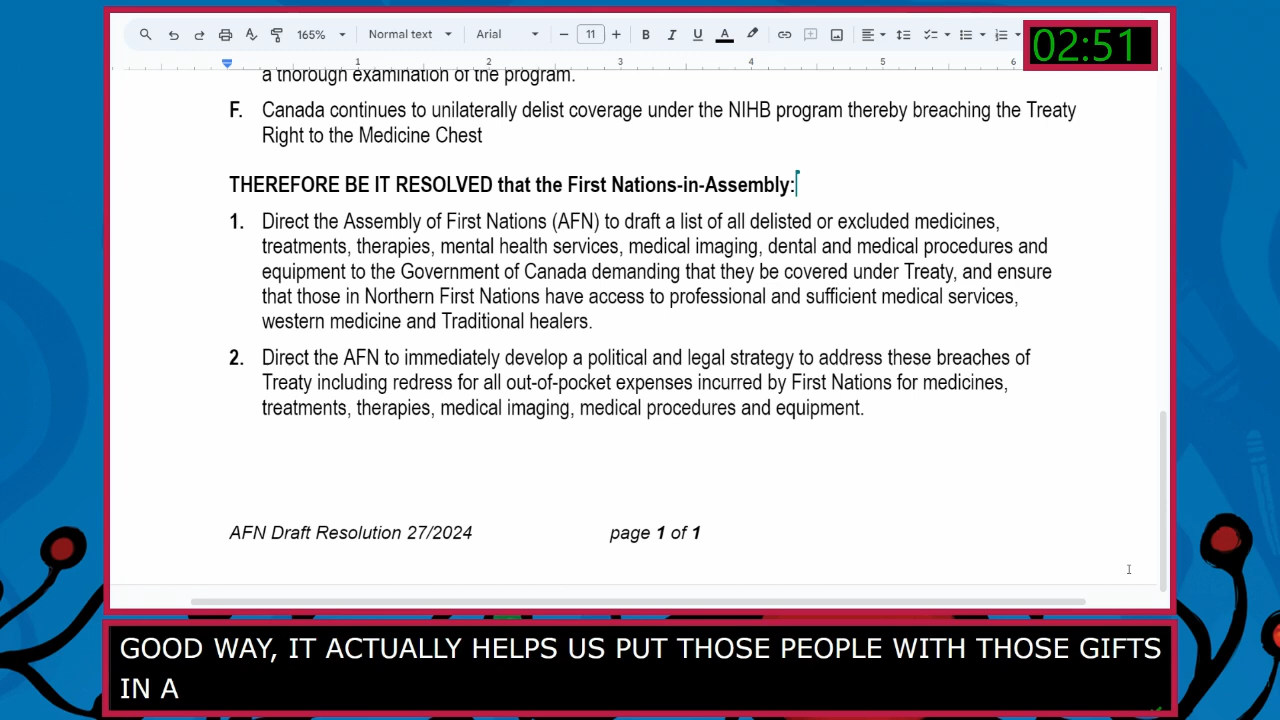 165%
Normal text
Arial
11
B I U A
02:51
1 2 3 4 5 6
a thorough examination of the program.
F. Canada continues to unilaterally delist coverage under the NIHB program thereby breaching the Treaty
Right to the Medicine Chest
THEREFORE BE IT RESOLVED that the First Nations-in-Assembly:
1. Direct the Assembly of First Nations (AFN) to draft a list of all delisted or excluded medicines,
treatments, therapies, mental health services, medical imaging, dental and medical procedures and
equipment to the Government of Canada demanding that they be covered under Treaty, and ensure
that those in Northern First Nations have access to professional and sufficient medical services,
western medicine and Traditional healers.
2. Direct the AFN to immediately develop a political and legal strategy to address these breaches of
Treaty including redress for all out-of-pocket expenses incurred by First Nations for medicines,
treatments, therapies, medical imaging, medical procedures and equipment.
AFN Draft Resolution 27/2024 page 1 of 1
GOOD WAY, IT ACTUALLY HELPS US PUT THOSE PEOPLE WITH THOSE GIFTS
IN A